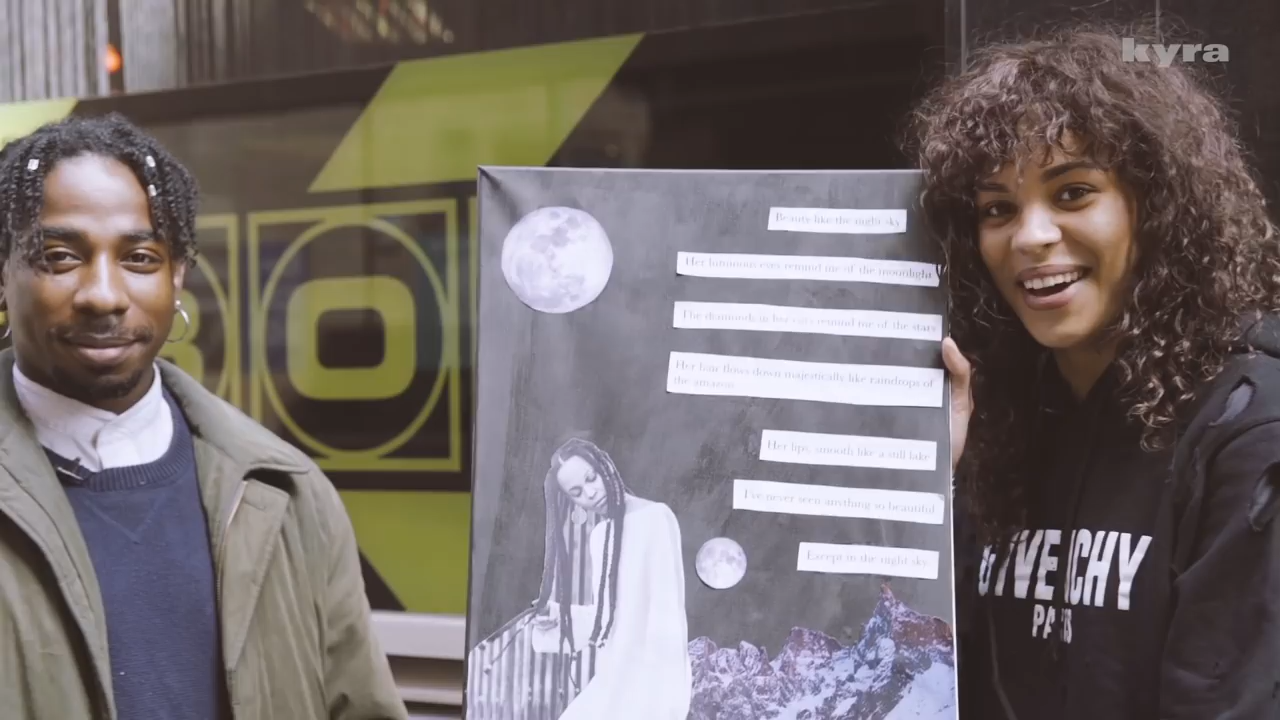 kyra
Beauty like the night sky
Her luminous eyes remind me of the moonlight
The diamonds in her ears remind me of the stars
Her hair flows down majestically like raindrops of
the amazon
Her lips, smooth like a still lake
I've never seen anything so beautiful
Except in the night sky
GIVENCHY
PARIS